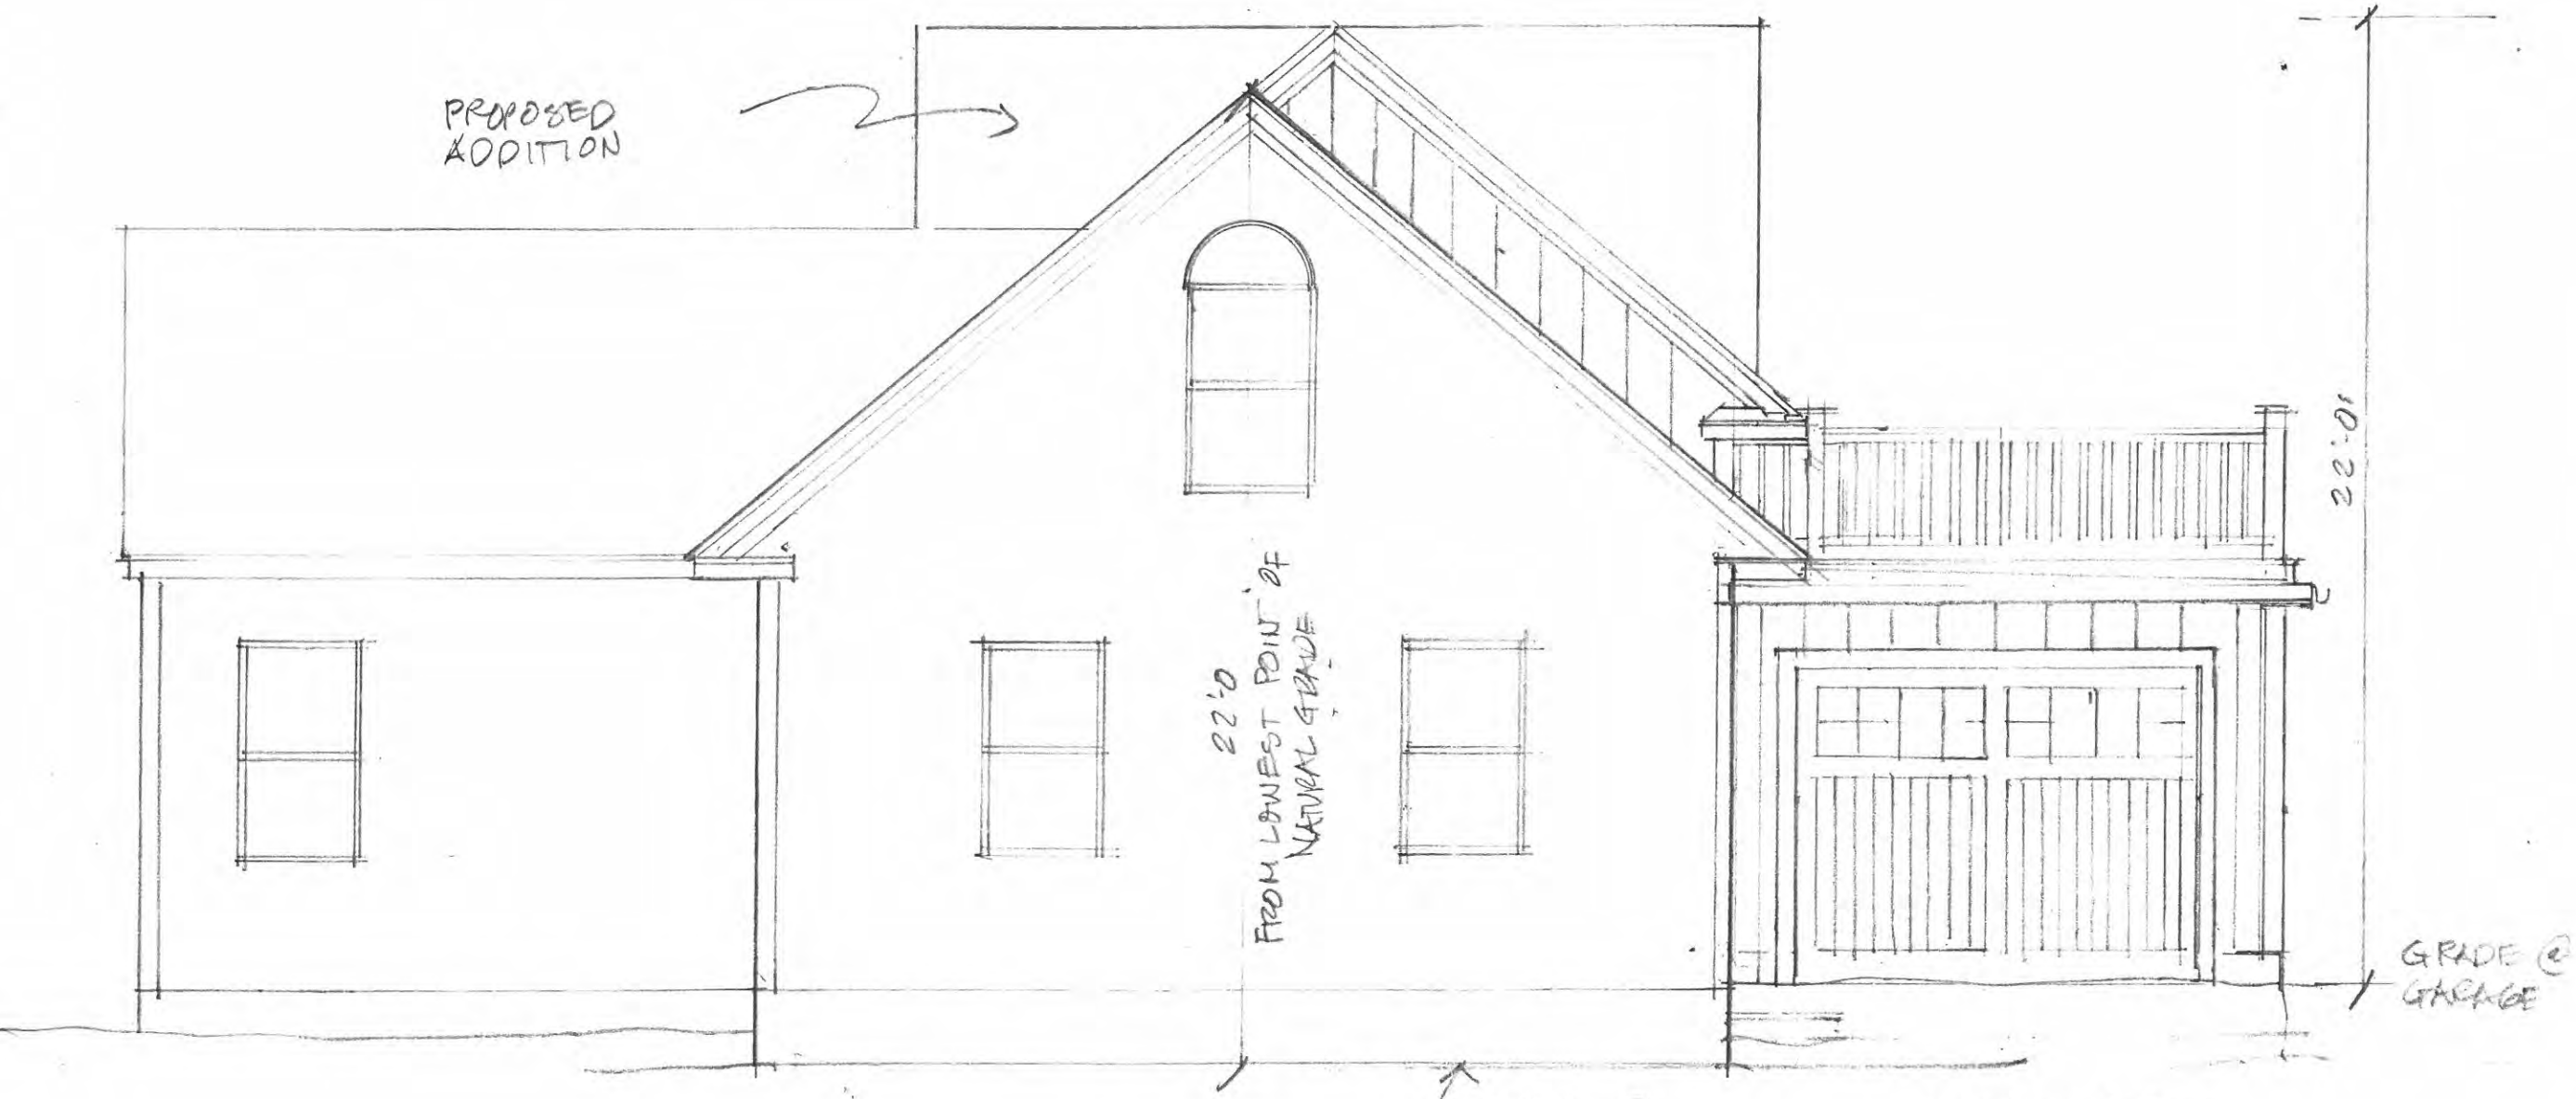 PROPOSED
ADDITION
22'-0
FROM LOWEST POINT OF
NATURAL GRADE
22'-0"
GRADE @
GARAGE